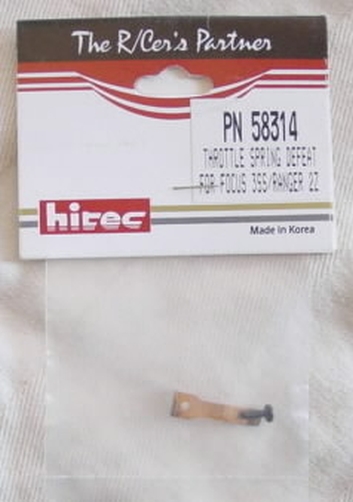 The R/Cer's Partner
PN 58314
THROTTLE SPRING DEFEAT
FOR FOCUS 3SS/RANGER 2Z
hitec
Made in Korea